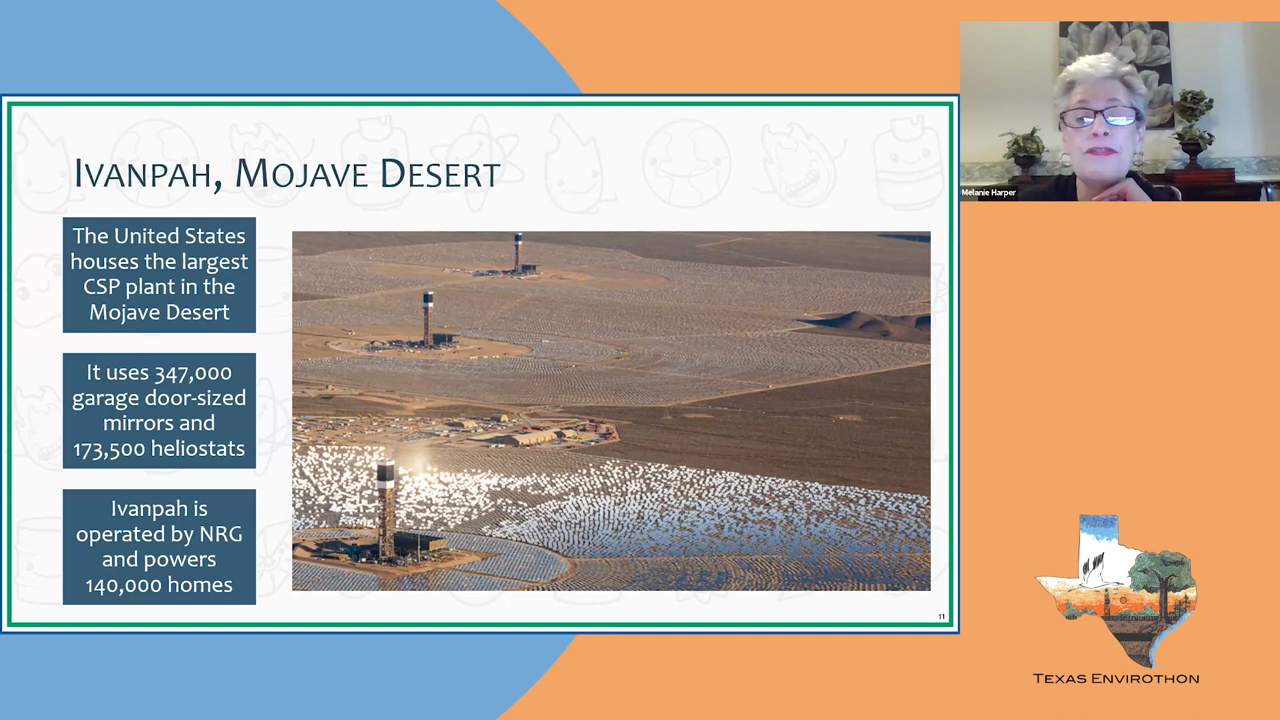 IVANPAH, MOJAVE DESERT
The United States
houses the largest
CSP plant in the
Mojave Desert
It uses 347,000
garage door-sized
mirrors and
173,500 heliostats
Ivanpah is
operated by NRG
and powers
140,000 homes
11
Melanie Harper
TEXAS ENVIROTHON